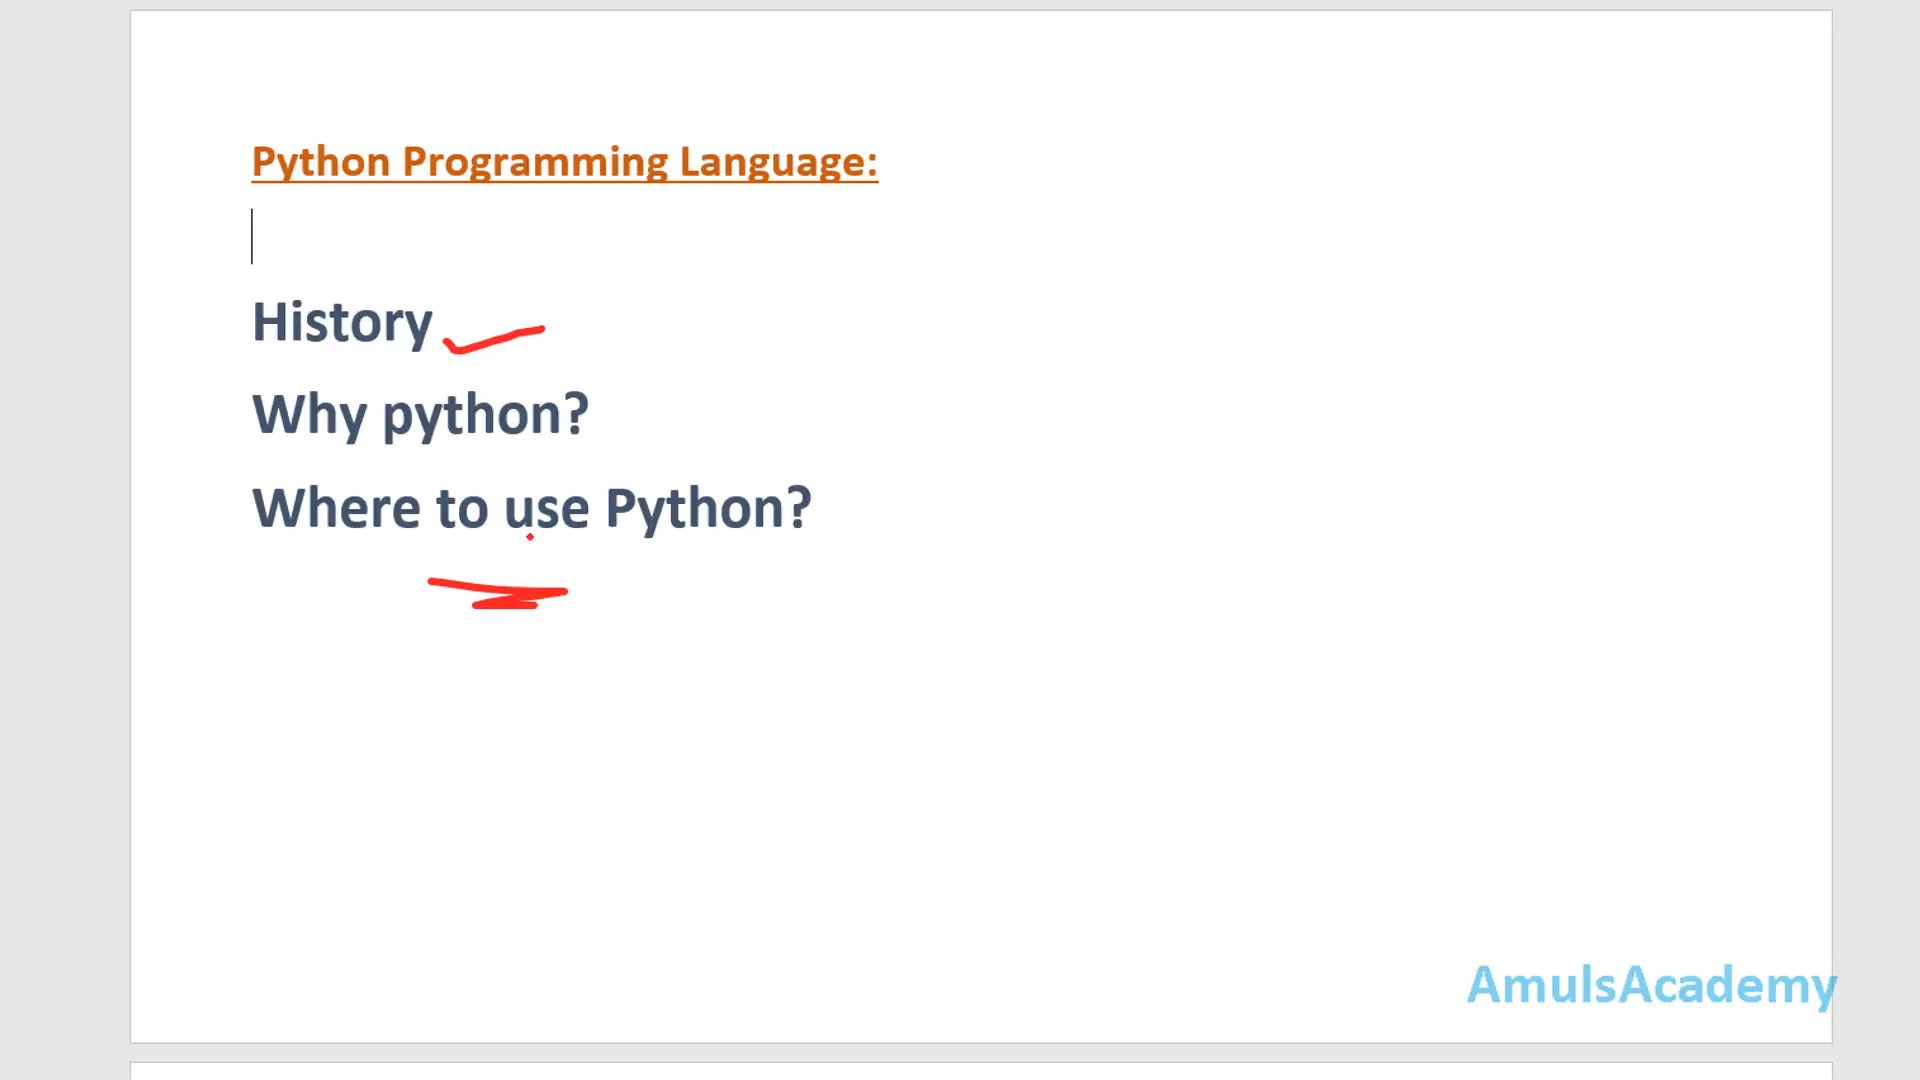 Python Programming Language:
History
Why python?
Where to use Python?
AmulsAcademy